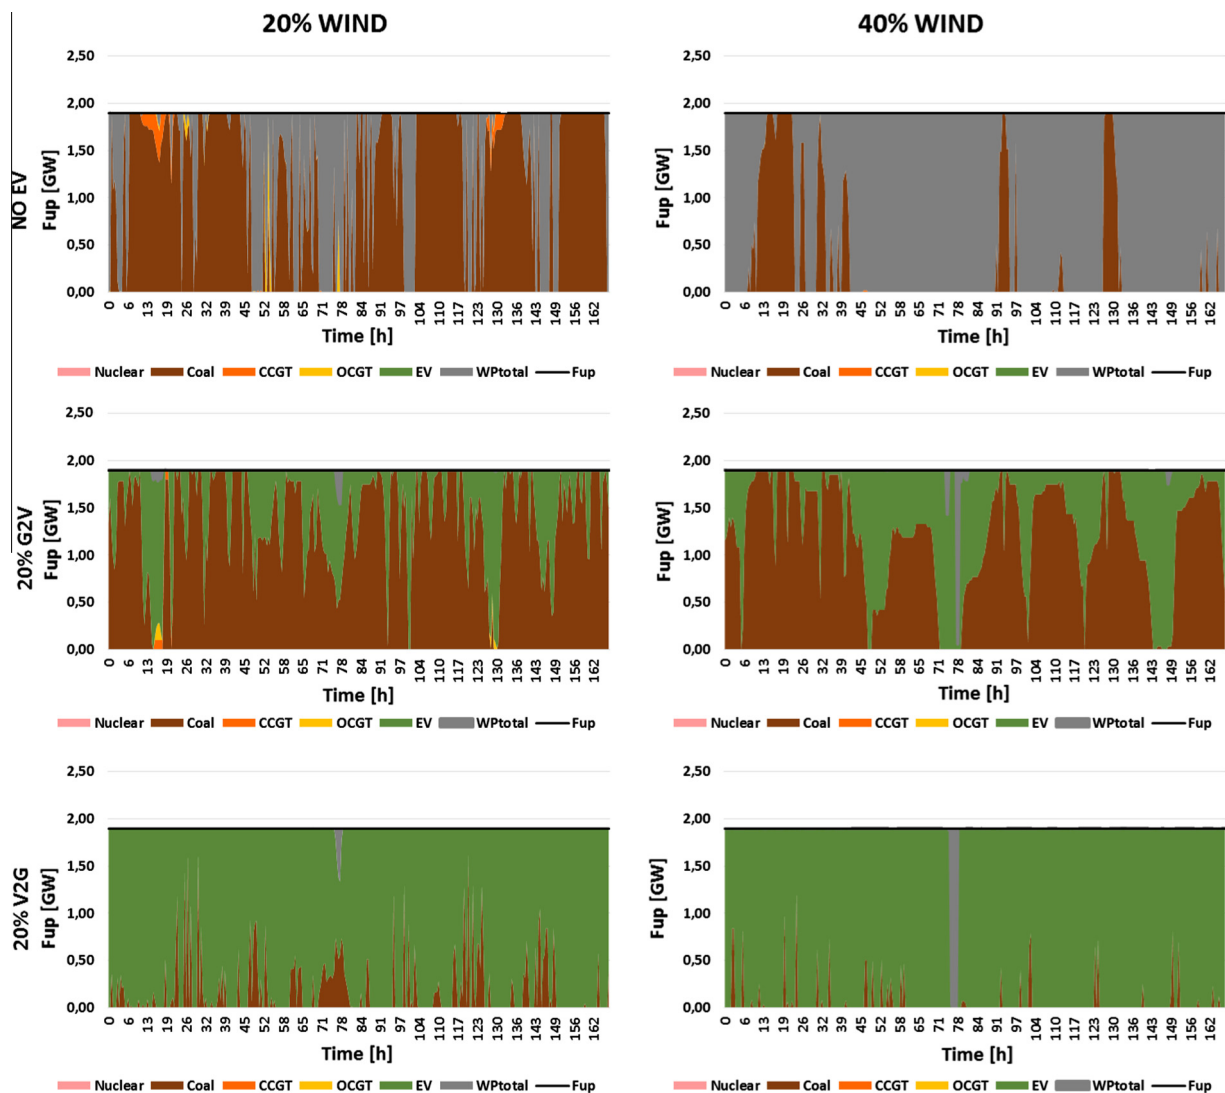 20% WIND
40% WIND
NO EV
Fup [GW]
2,50
2,00
1,50
1,00
0,50
0,00
0 6 13 19 26 32 39 45 52 58 65 71 78 84 91 97 104 110 117 123 130 136 143 149 156 162
Time [h]
Nuclear Coal CCGT OCGT EV WPtotal Fup
Fup [GW]
2,50
2,00
1,50
1,00
0,50
0,00
0 6 13 19 26 32 39 45 52 58 65 71 78 84 91 97 104 110 117 123 130 136 143 149 156 162
Time [h]
Nuclear Coal CCGT OCGT EV WPtotal Fup
20% G2V
Fup [GW]
2,50
2,00
1,50
1,00
0,50
0,00
0 6 13 19 26 32 39 45 52 58 65 71 78 84 91 97 104 110 117 123 130 136 143 149 156 162
Time [h]
Nuclear Coal CCGT OCGT EV WPtotal Fup
Fup [GW]
2,50
2,00
1,50
1,00
0,50
0,00
0 6 13 19 26 32 39 45 52 58 65 71 78 84 91 97 104 110 117 123 130 136 143 149 156 162
Time [h]
Nuclear Coal CCGT OCGT EV WPtotal Fup
20% V2G
Fup [GW]
2,50
2,00
1,50
1,00
0,50
0,00
0 6 13 19 26 32 39 45 52 58 65 71 78 84 91 97 104 110 117 123 130 136 143 149 156 162
Time [h]
Nuclear Coal CCGT OCGT EV WPtotal Fup
Fup [GW]
2,50
2,00
1,50
1,00
0,50
0,00
0 6 13 19 26 32 39 45 52 58 65 71 78 84 91 97 104 110 117 123 130 136 143 149 156 162
Time [h]
Nuclear Coal CCGT OCGT EV WPtotal Fup